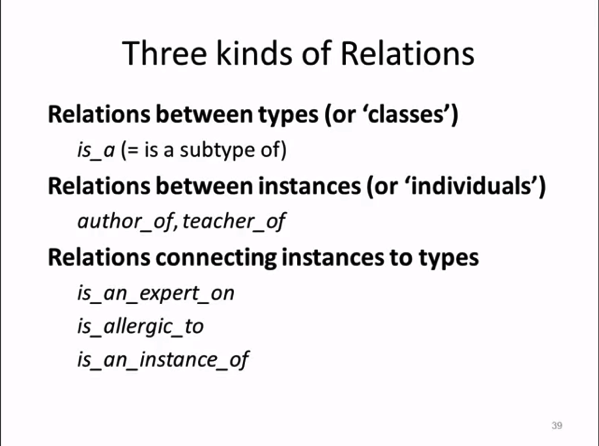 Three kinds of Relations
Relations between types (or ‘classes’)
is_a (= is a subtype of)
Relations between instances (or ‘individuals’)
author_of, teacher_of
Relations connecting instances to types
is_an_expert_on
is_allergic_to
is_an_instance_of
39